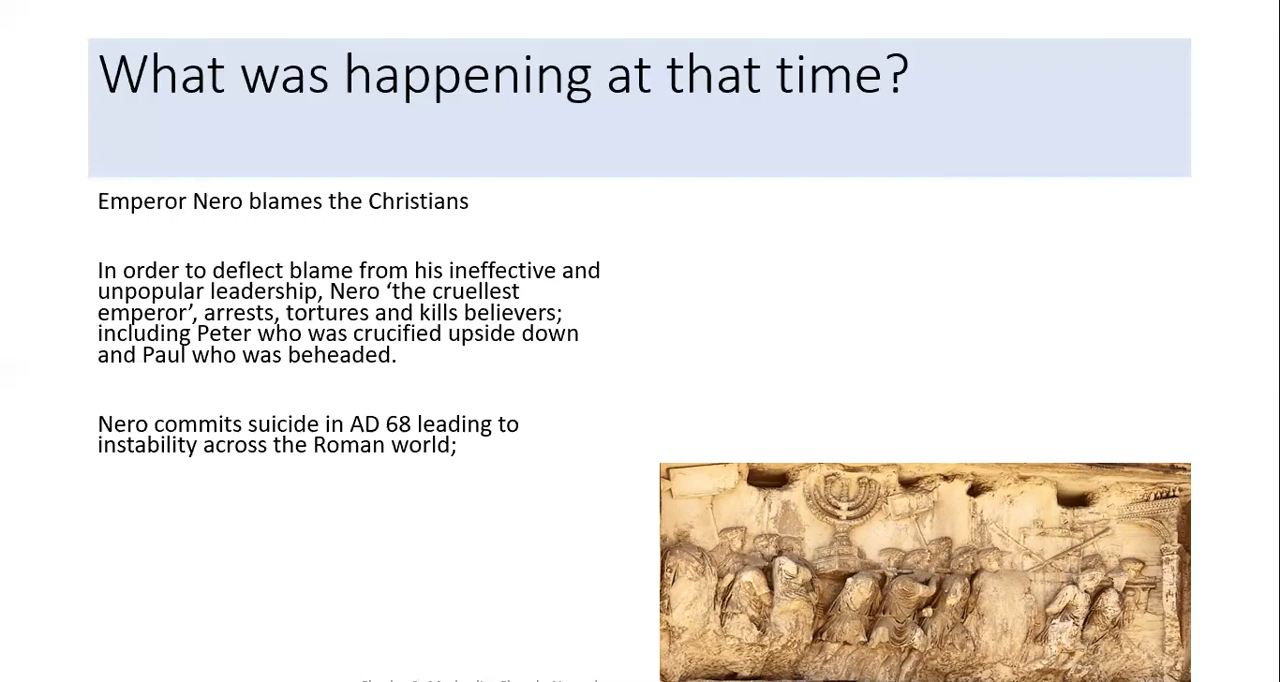 What was happening at that time?
Emperor Nero blames the Christians
In order to deflect blame from his ineffective and
unpopular leadership, Nero ‘the cruellest
emperor’, arrests, tortures and kills believers;
including Peter who was crucified upside down
and Paul who was beheaded.
Nero commits suicide in AD 68 leading to
instability across the Roman world;